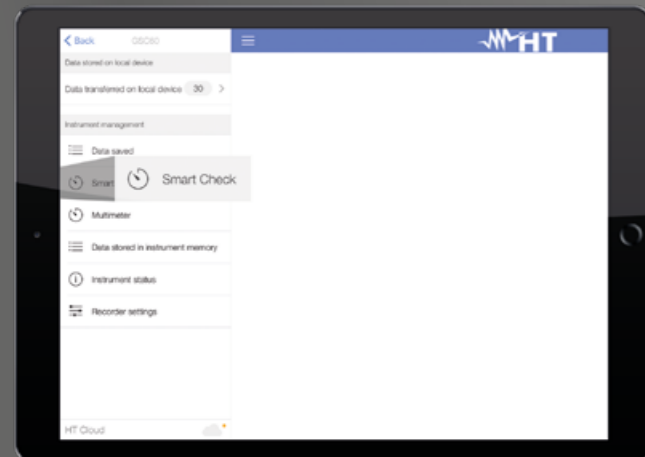 Back GSC60
HT
Data stored on local device
Data transferred on local device 30
Instrument management
Data saved
Smart
Smart Check
Multimeter
Data stored in instrument memory
Instrument status
Recorder settings
HT Cloud